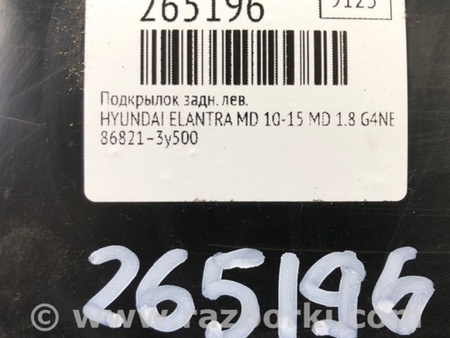 265196
9125
Подкрылок задн. лев.
HYUNDAI ELANTRA MD 10-15 MD 1.8 G4NE
86821-3y500
265196
© www.razborki.com